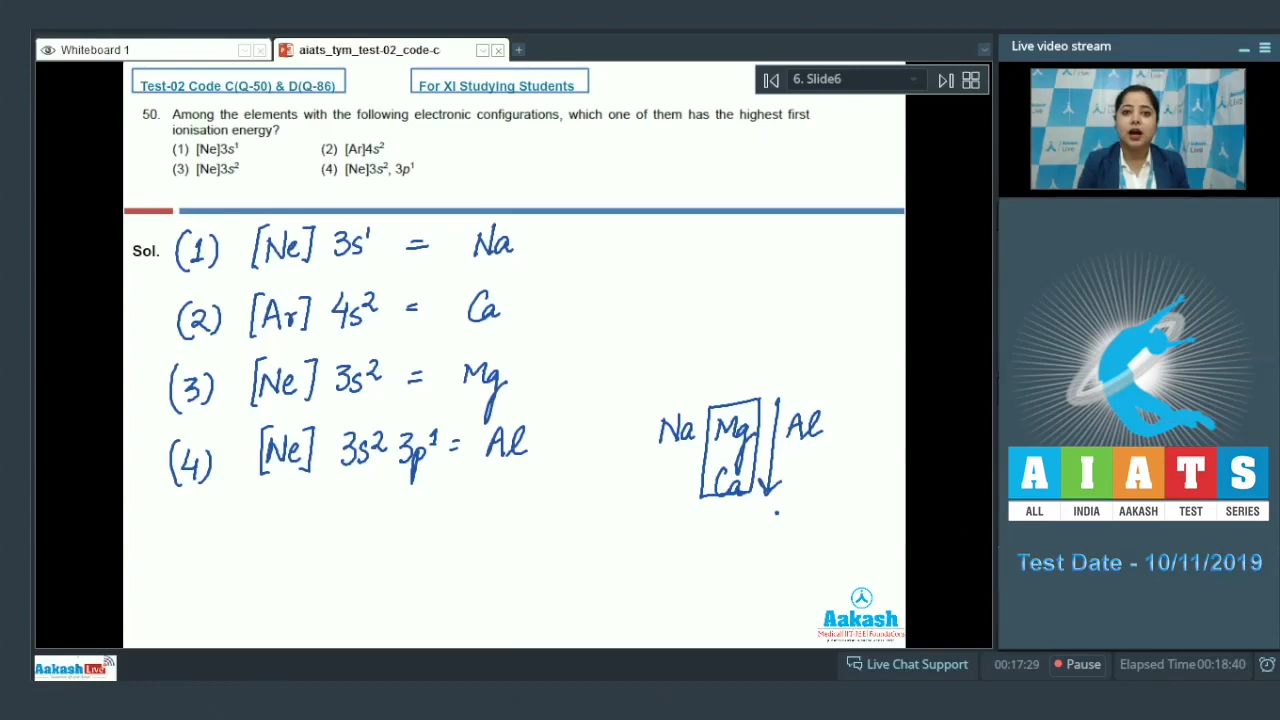 Whiteboard 1
aiats_tym_test-02_code-c
Live video stream
Test-02 Code C(Q-50) & D(Q-86)
For XI Studying Students
6. Slide6
50. Among the elements with the following electronic configurations, which one of them has the highest first
ionisation energy?
(1) [Ne]3s¹ (2) [Ar]4s²
(3) [Ne]3s² (4) [Ne]3s², 3p¹
Sol. (1) [Ne] 3s¹ = Na
(2) [Ar] 4s² = Ca
(3) [Ne] 3s² = Mg
(4) [Ne] 3s² 3p¹ = Al
Na Mg Al
Ca
A I A T S
ALL INDIA AAKASH TEST SERIES
Test Date - 10/11/2019
Aakash
Medical|IIT-JEE|Foundations
Aakash Live
Live Chat Support
00:17:29
Pause
Elapsed Time 00:18:40